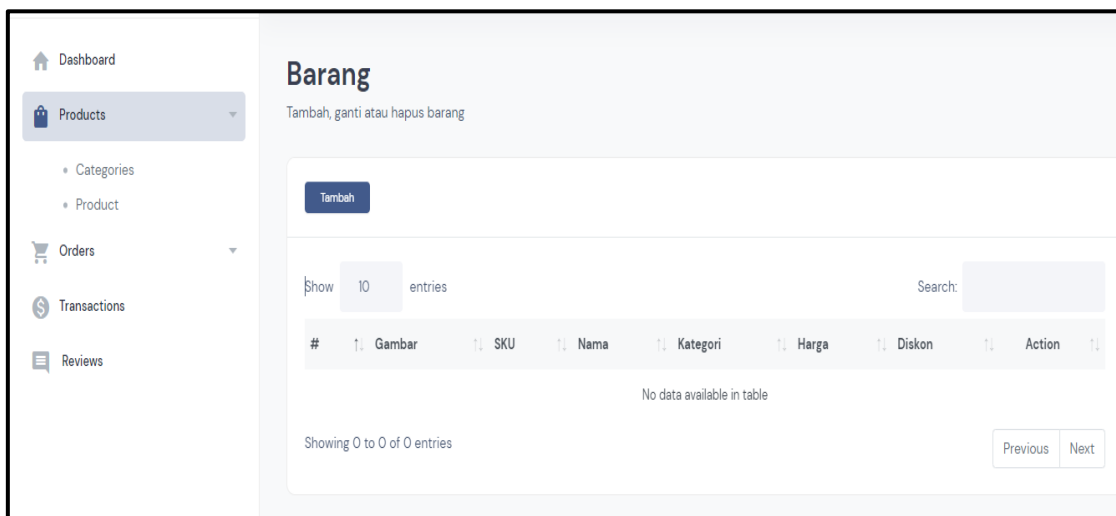 Dashboard
Products
Categories
Product
Orders
Transactions
Reviews
Barang
Tambah, ganti atau hapus barang
Tambah
Show 10 entries
Search:
# Gambar SKU Nama Kategori Harga Diskon Action
No data available in table
Showing 0 to 0 of 0 entries
Previous Next